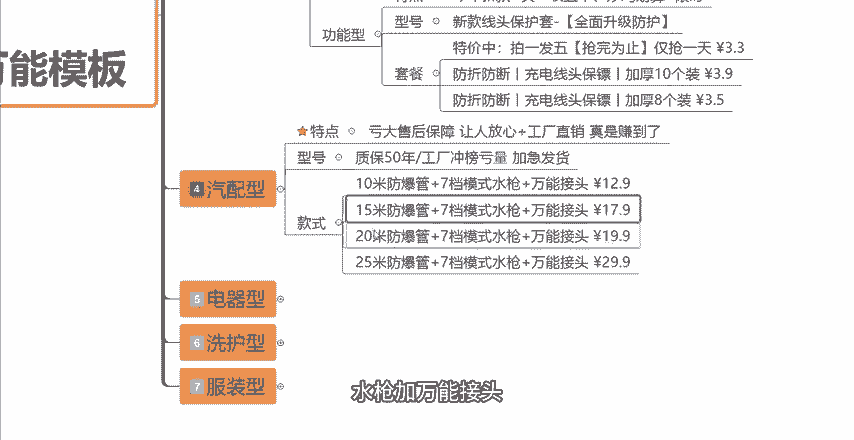 万能模板
功能型
型号 新款线头保护套-【全面升级防护】
套餐
特价中：拍一发五【抢完为止】仅抢一天 ¥3.3
防折防断丨充电线头保镖丨加厚10个装 ¥3.9
防折防断丨充电线头保镖丨加厚8个装 ¥3.5
4 汽配型
特点 亏大售后保障 让人放心+工厂直销 真是赚到了
型号 质保50年/工厂冲榜亏量 加急发货
款式
10米防爆管+7档模式水枪+万能接头 ¥12.9
15米防爆管+7档模式水枪+万能接头 ¥17.9
20米防爆管+7档模式水枪+万能接头 ¥19.9
25米防爆管+7档模式水枪+万能接头 ¥29.9
5 电器型
6 洗护型
7 服装型
水枪加万能接头